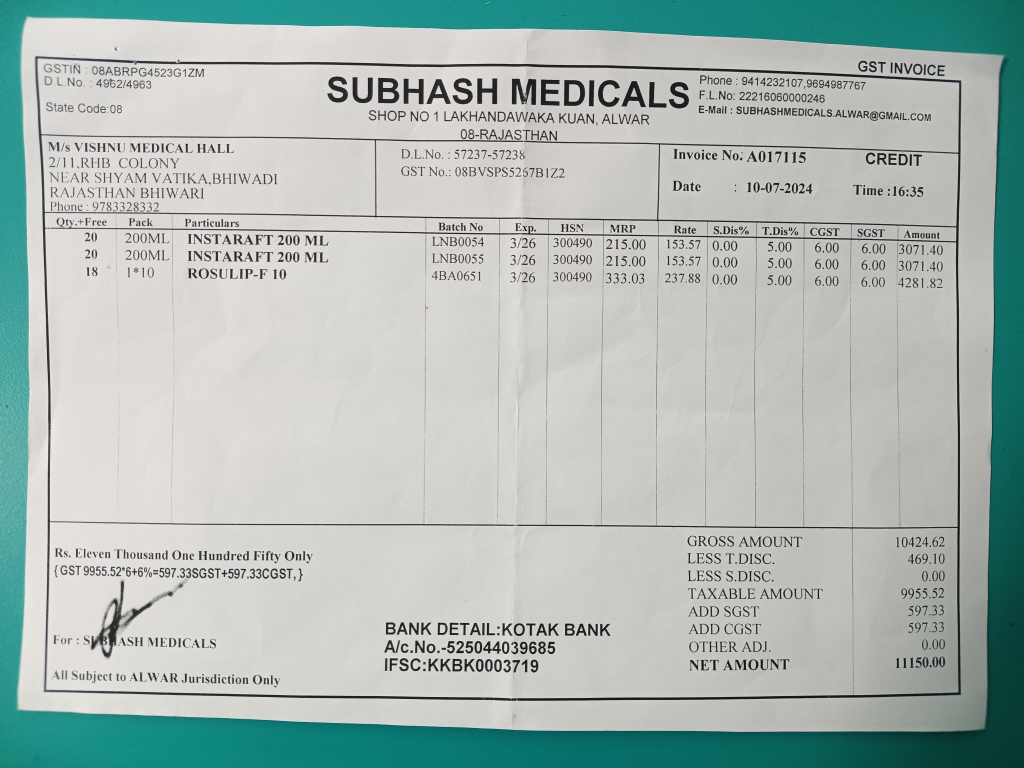 GST INVOICE
GSTIN : 08ABRPG4523G1ZM
D.L.No. : 4962/4963
State Code:08
SUBHASH MEDICALS
SHOP NO 1 LAKHANDAWAKA KUAN, ALWAR
08-RAJASTHAN
Phone : 9414232107,9694987767
F.L.No: 22216060000246
E-Mail : SUBHASHMEDICALS.ALWAR@GMAIL.COM
M/s VISHNU MEDICAL HALL
2/11,RHB COLONY
NEAR SHYAM VATIKA,BHIWADI
RAJASTHAN BHIWARI
Phone : 9783328332
D.L.No. : 57237-57238
GST No.: 08BVSPS5267B1Z2
Invoice No. A017115 CREDIT
Date : 10-07-2024 Time :16:35
Qty.+Free Pack Particulars Batch No Exp. HSN MRP Rate S.Dis% T.Dis% CGST SGST Amount
20 200ML INSTARAFT 200 ML LNB0054 3/26 300490 215.00 153.57 0.00 5.00 6.00 6.00 3071.40
20 200ML INSTARAFT 200 ML LNB0055 3/26 300490 215.00 153.57 0.00 5.00 6.00 6.00 3071.40
18 1*10 ROSULIP-F 10 4BA0651 3/26 300490 333.03 237.88 0.00 5.00 6.00 6.00 4281.82
Rs. Eleven Thousand One Hundred Fifty Only
{ GST 9955.52*6+6%=597.33SGST+597.33CGST, }
For : SUBHASH MEDICALS
All Subject to ALWAR Jurisdiction Only
BANK DETAIL:KOTAK BANK
A/c.No.-525044039685
IFSC:KKBK0003719
GROSS AMOUNT 10424.62
LESS T.DISC. 469.10
LESS S.DISC. 0.00
TAXABLE AMOUNT 9955.52
ADD SGST 597.33
ADD CGST 597.33
OTHER ADJ. 0.00
NET AMOUNT 11150.00